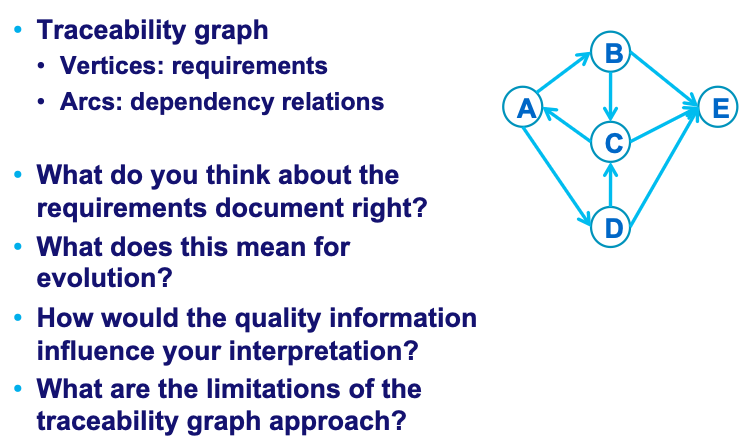 Traceability graph
Vertices: requirements
Arcs: dependency relations
What do you think about the
requirements document right?
What does this mean for
evolution?
How would the quality information
influence your interpretation?
What are the limitations of the
traceability graph approach?
B
A
E
C
D